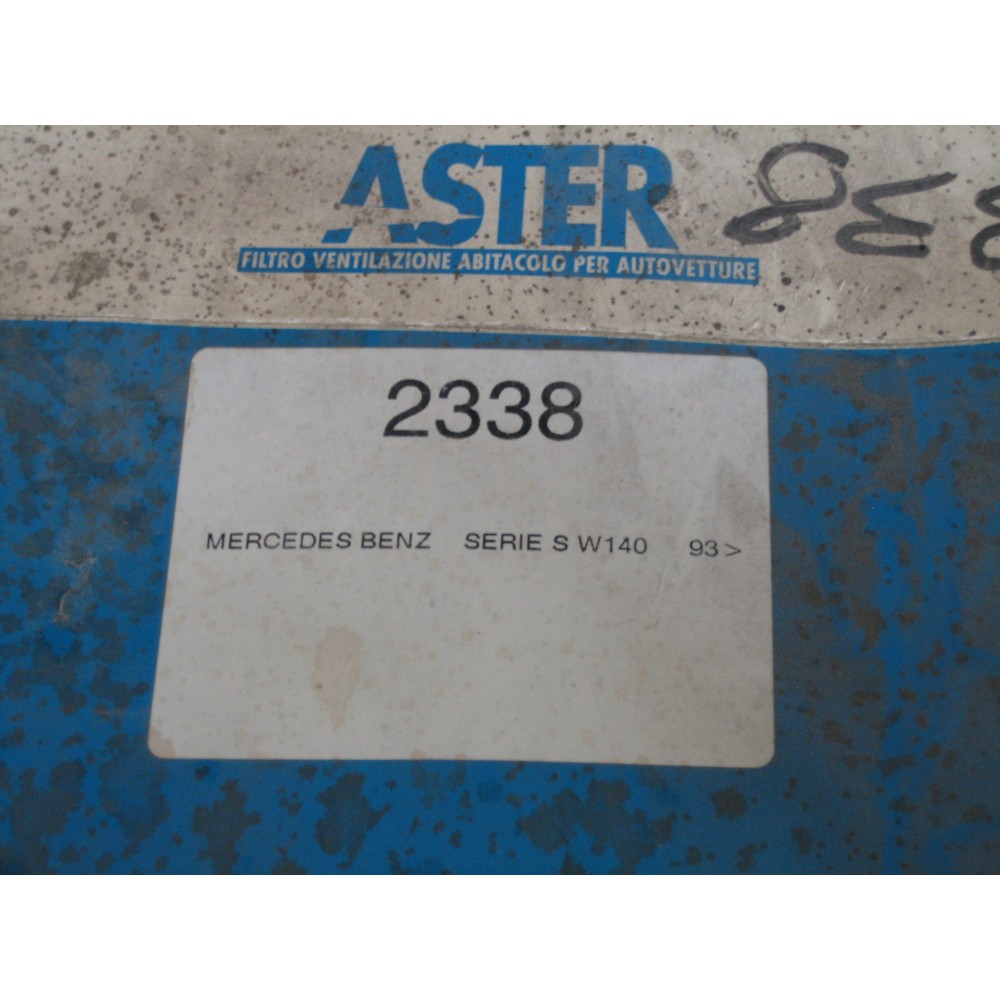 ASTER
FILTRO VENTILAZIONE ABITACOLO PER AUTOVETTURE
2338
MERCEDES BENZ SERIE S W140 93>